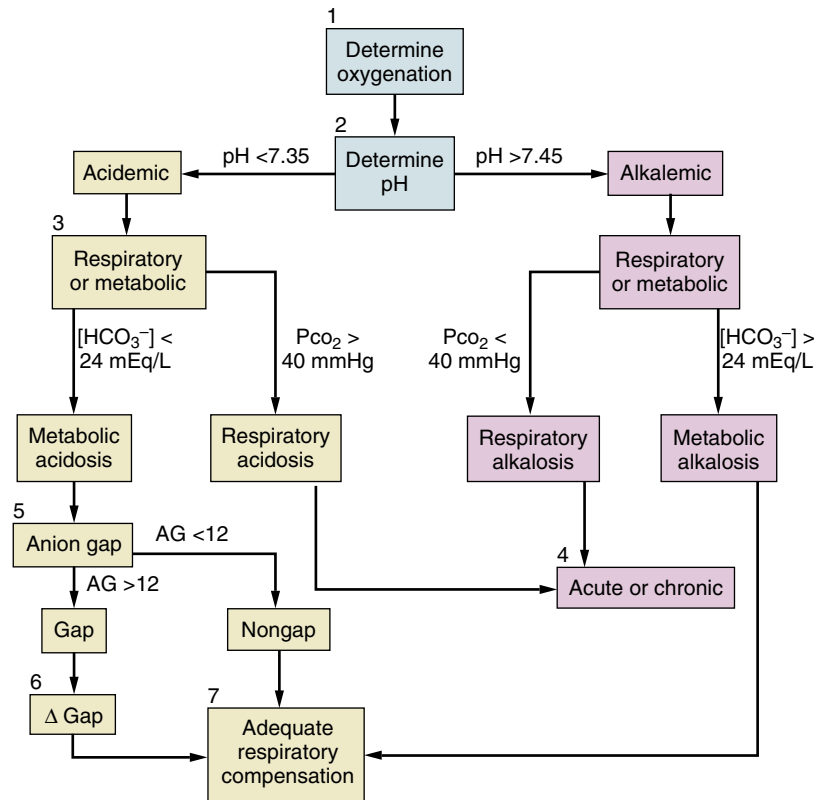 1
Determine
oxygenation
2
Determine
pH
pH <7.35
pH >7.45
Acidemic
Alkalemic
3
Respiratory
or metabolic
Respiratory
or metabolic
[HCO₃⁻] <
24 mEq/L
Pco₂ >
40 mmHg
Pco₂ <
40 mmHg
[HCO₃⁻] >
24 mEq/L
Metabolic
acidosis
Respiratory
acidosis
Respiratory
alkalosis
Metabolic
alkalosis
5
Anion gap
AG <12
AG >12
4
Acute or chronic
Gap
Nongap
6
Δ Gap
7
Adequate
respiratory
compensation